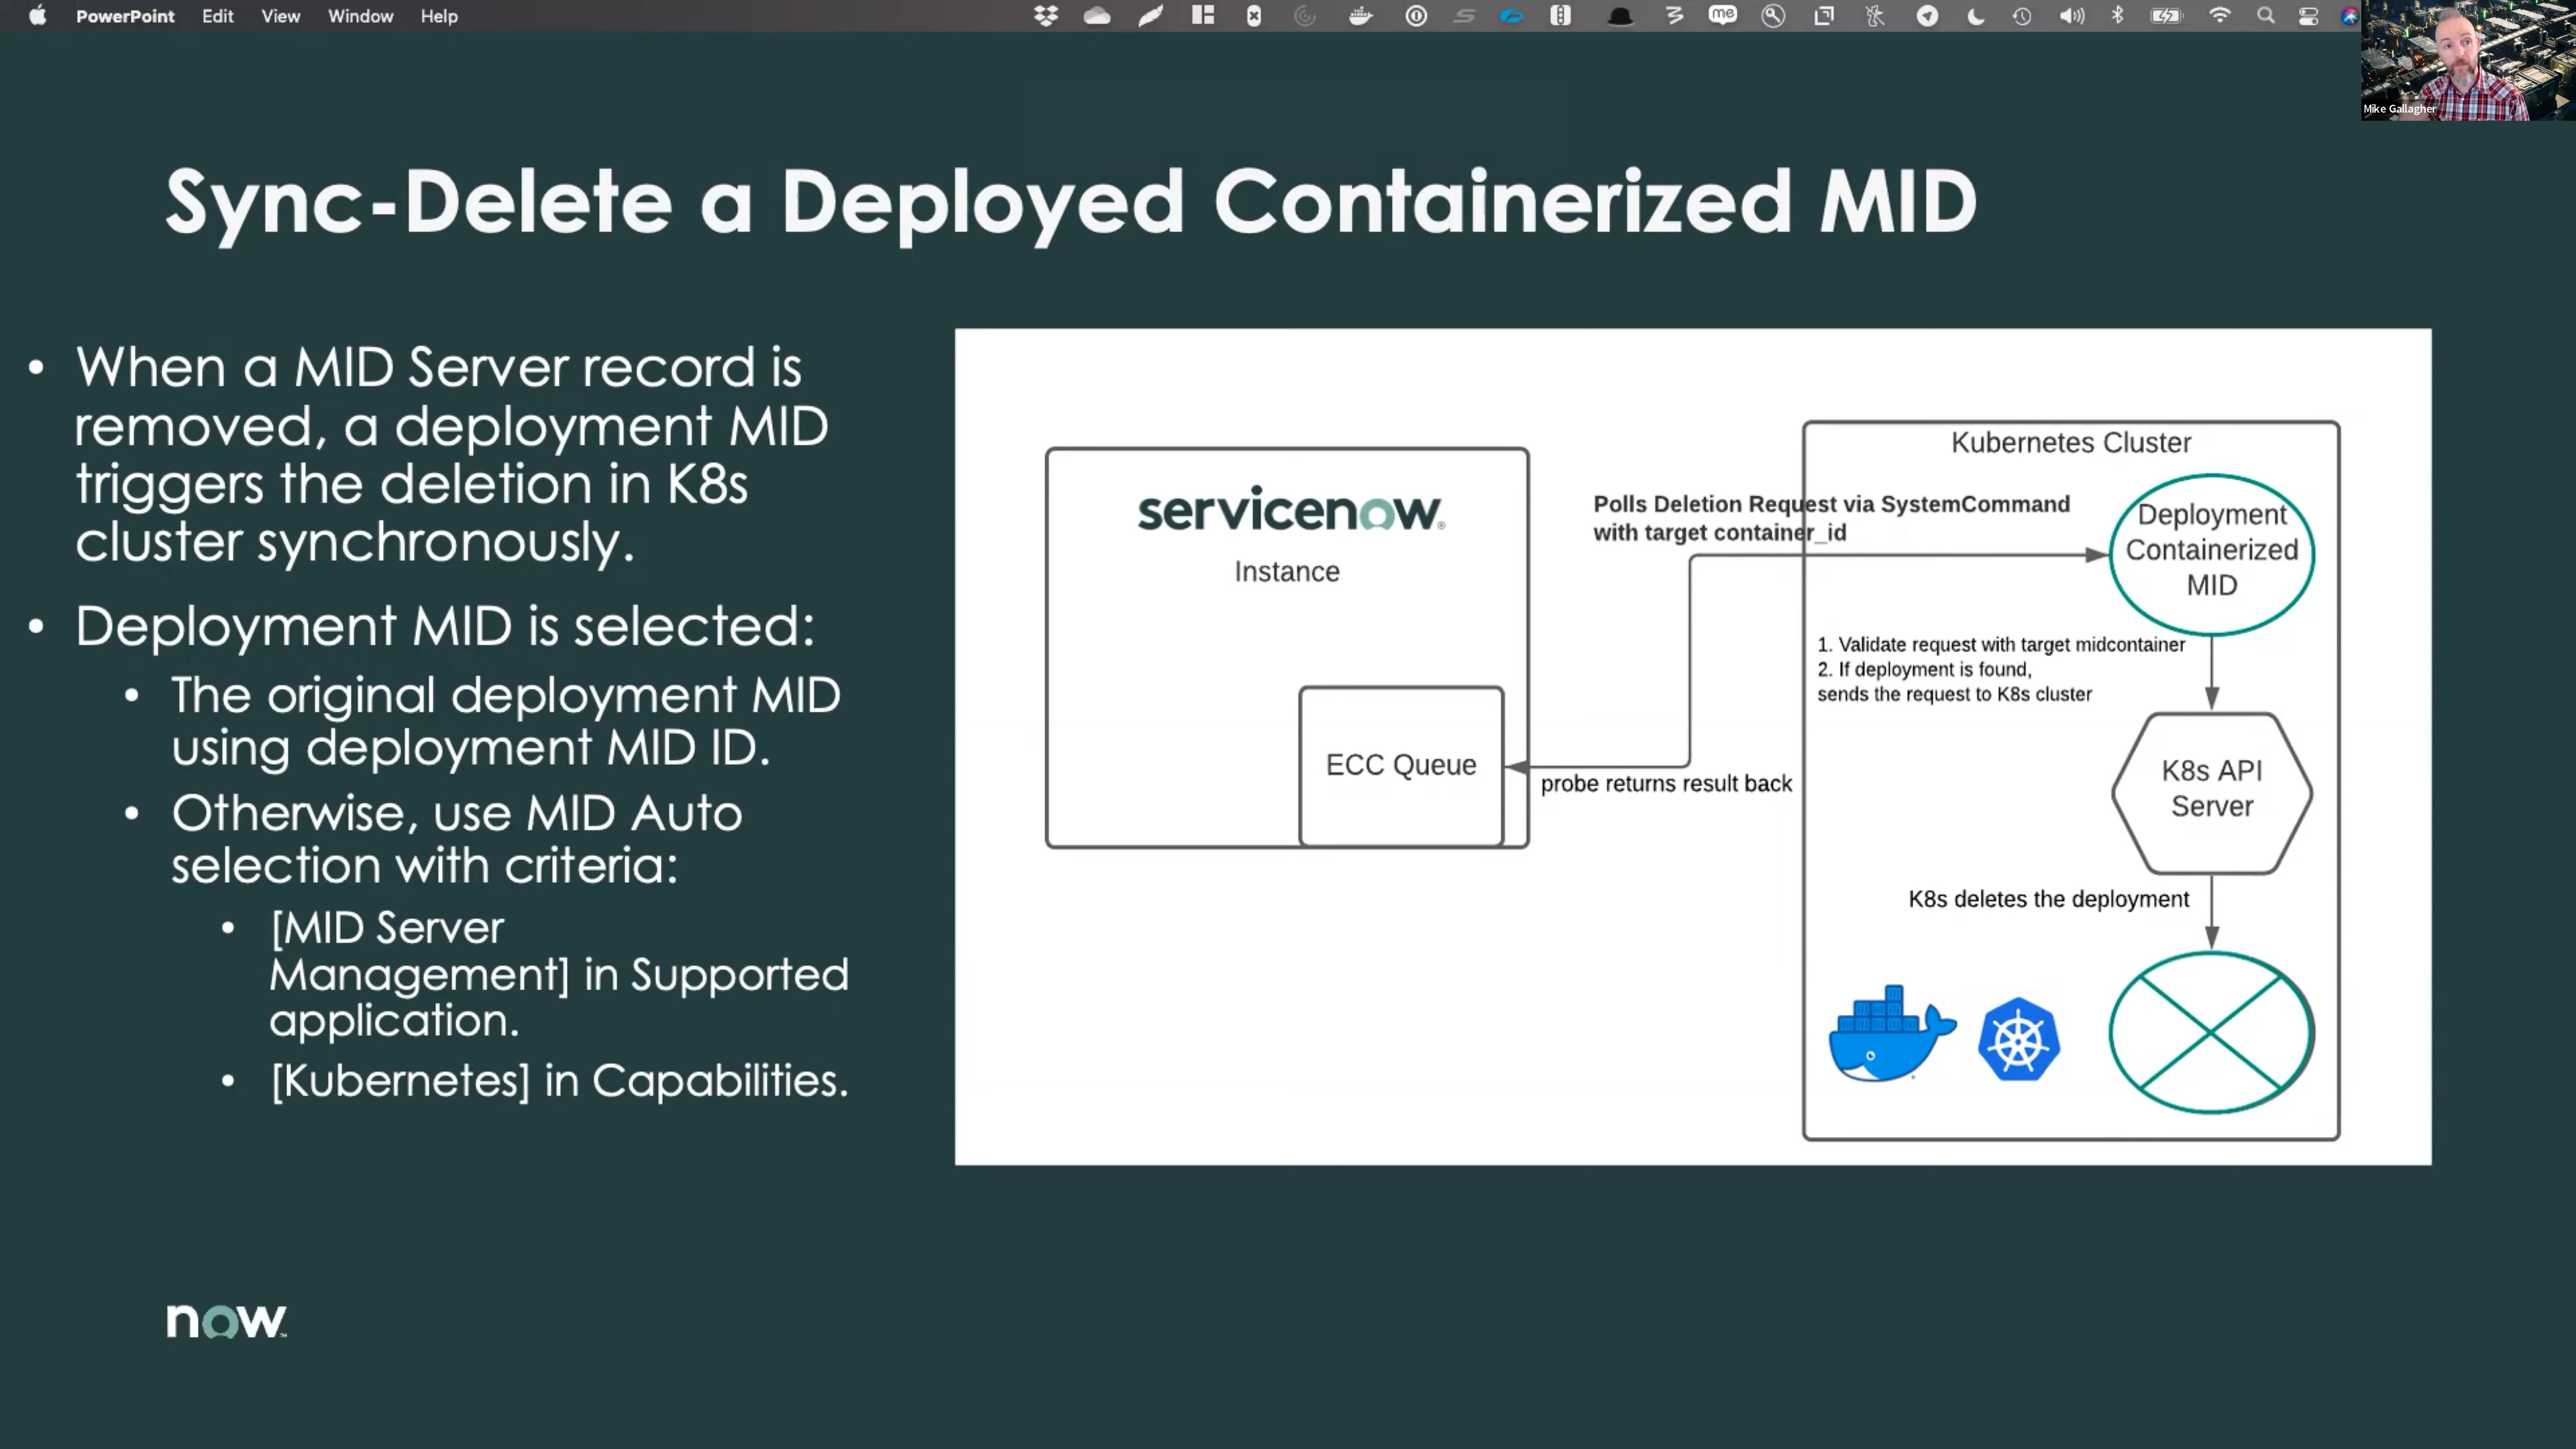 PowerPoint Edit View Window Help
me
Mike Gallagher
Sync-Delete a Deployed Containerized MID
• When a MID Server record is
removed, a deployment MID
triggers the deletion in K8s
cluster synchronously.
• Deployment MID is selected:
• The original deployment MID
using deployment MID ID.
• Otherwise, use MID Auto
selection with criteria:
• [MID Server
Management] in Supported
application.
• [Kubernetes] in Capabilities.
servicenow®
Instance
ECC Queue
Polls Deletion Request via SystemCommand
with target container_id
probe returns result back
Kubernetes Cluster
Deployment
Containerized
MID
1. Validate request with target midcontainer
2. If deployment is found,
sends the request to K8s cluster
K8s API
Server
K8s deletes the deployment
now™